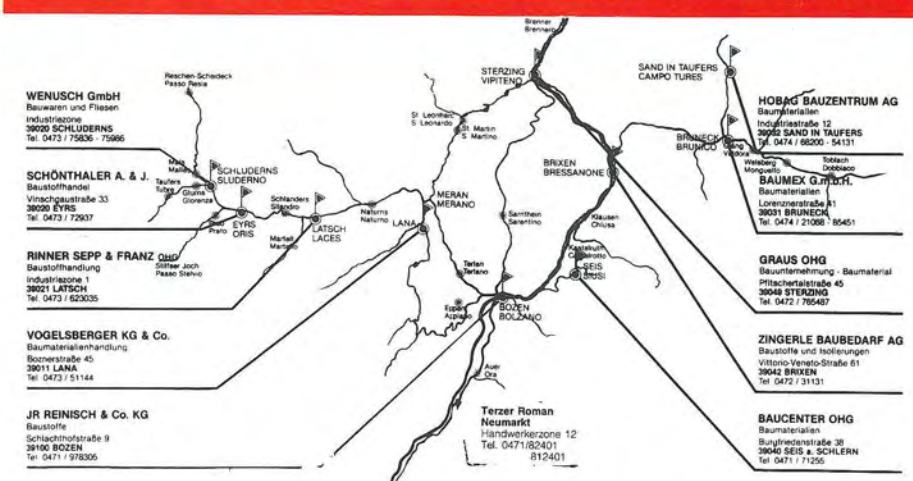 WENUSCH GmbH
Bauwaren und Fliesen
Industriezone
39020 SCHLUDERNS
Tel. 0473 / 75836 - 75986
SCHÖNTHALER A. & J.
Baustoffhandel
Vinschgaustraße 33
39020 EYRS
Tel. 0473 / 72937
RINNER SEPP & FRANZ OHG
Baustoffhandlung
Industriezone 1
39021 LATSCH
Tel. 0473 / 623035
VOGELSBERGER KG & Co.
Baumaterialienhandlung
Boznerstraße 45
39011 LANA
Tel. 0473 / 51144
JR REINISCH & Co. KG
Baustoffe
Schlachthofstraße 9
39100 BOZEN
Tel. 0471 / 978305
Reschen-Scheideck
Passo Resia
Mals
Malles
SCHLUDERNS
SLUDERNO
Taufers
Tubre
Glurns
Glorenza
Prato
EYRS
ORIS
Stilfser Joch
Passo Stelvio
Schlanders
Silandro
LATSCH
LACES
Martell
Martello
Naturns
Naturno
LANA
MERAN
MERANO
St. Leonhard
S. Leonardo
St. Martin
S. Martino
Brenner
Brennero
STERZING
VIPITENO
Sarnthein
Sarentino
Terlan
Terlano
Eppan
Appiano
BOZEN
BOLZANO
Auer
Ora
BRIXEN
BRESSANONE
Klausen
Chiusa
Kastelruth
Castelrotto
SEIS
SIUSI
SAND IN TAUFERS
CAMPO TURES
BRUNECK
BRUNICO
Welsberg
Monguelfo
Toblach
Dobbiaco
Terzer Roman
Neumarkt
Handwerkerzone 12
Tel. 0471/82401
812401
HOBAG BAUZENTRUM AG
Baumaterialien
Industriestraße 12
39032 SAND IN TAUFERS
Tel. 0474 / 68200 - 54131
BAUMEX G.m.b.H.
Baumaterialien
Lorenznerstraße 41
39031 BRUNECK
Tel. 0474 / 21068 - 85451
GRAUS OHG
Bauunternehmung - Baumaterial
Pfitschertalstraße 45
39049 STERZING
Tel. 0472 / 765487
ZINGERLE BAUBEDARF AG
Baustoffe und Isolierungen
Vittorio-Veneto-Straße 61
39042 BRIXEN
Tel. 0472 / 31131
BAUCENTER OHG
Baumaterialien
Burgfriedenstraße 38
39040 SEIS a. SCHLERN
Tel. 0471 / 71255